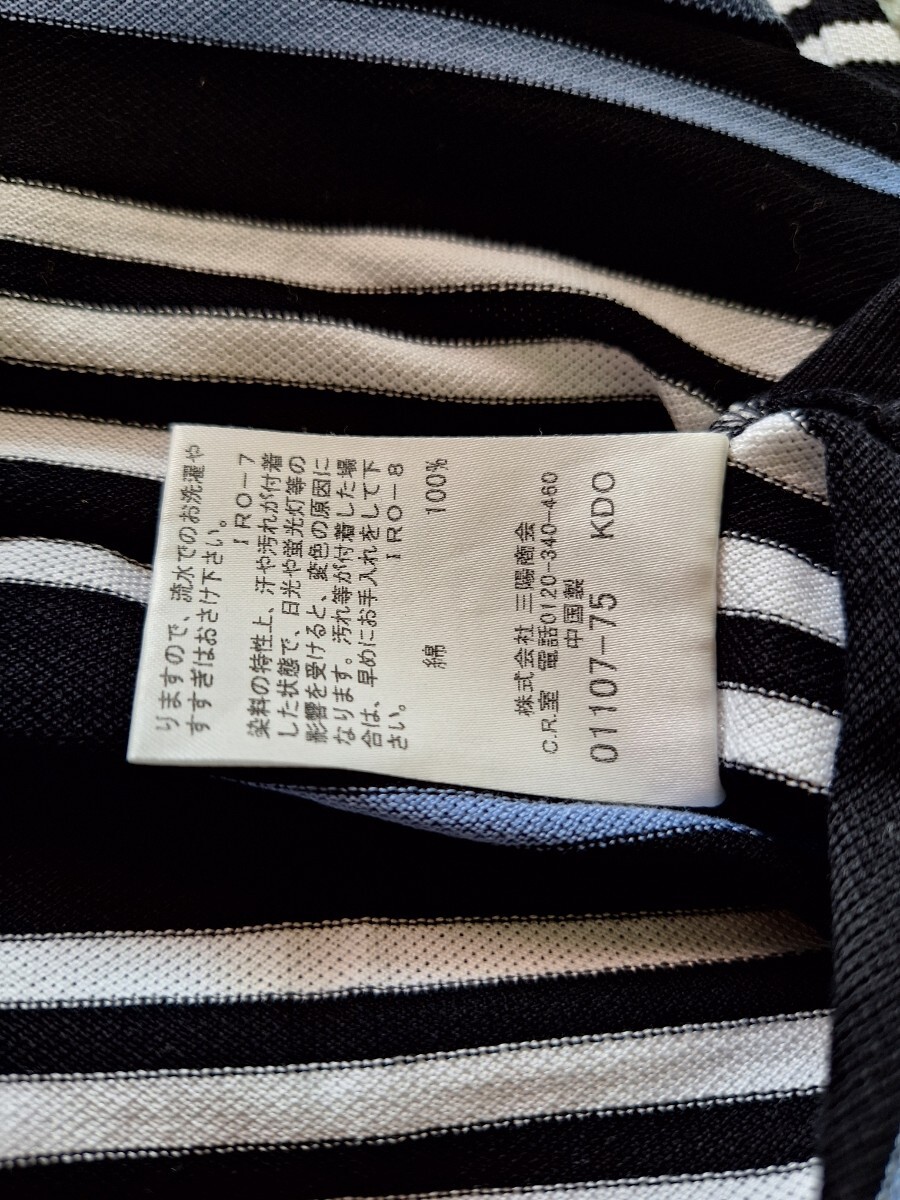 りますので、流水でのお洗濯や
すすぎはおさけ下さい。
IRO-7
染料の特性上、汗や汚れが付着
した状態で、日光や蛍光灯等の
影響を受けると、変色の原因に
なります。汚れ等が付着した場
合は、早めにお手入れをして下
さい。 IRO-8
綿 100%
株式会社 三陽商会
C.R.室 電話0120-340-460
中国製
01107-75 KDO